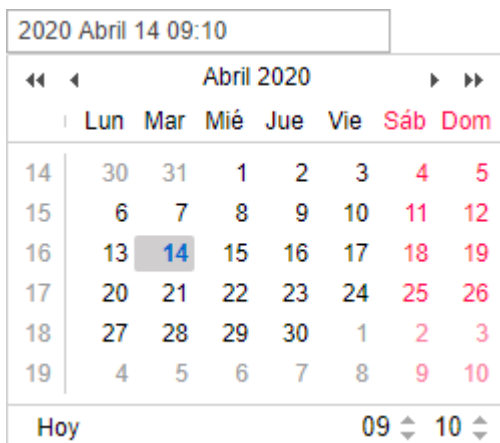 2020 Abril 14 09:10
Abril 2020
Lun Mar Mié Jue Vie Sáb Dom
14 30 31 1 2 3 4 5
15 6 7 8 9 10 11 12
16 13 14 15 16 17 18 19
17 20 21 22 23 24 25 26
18 27 28 29 30 1 2 3
19 4 5 6 7 8 9 10
Hoy 09 10